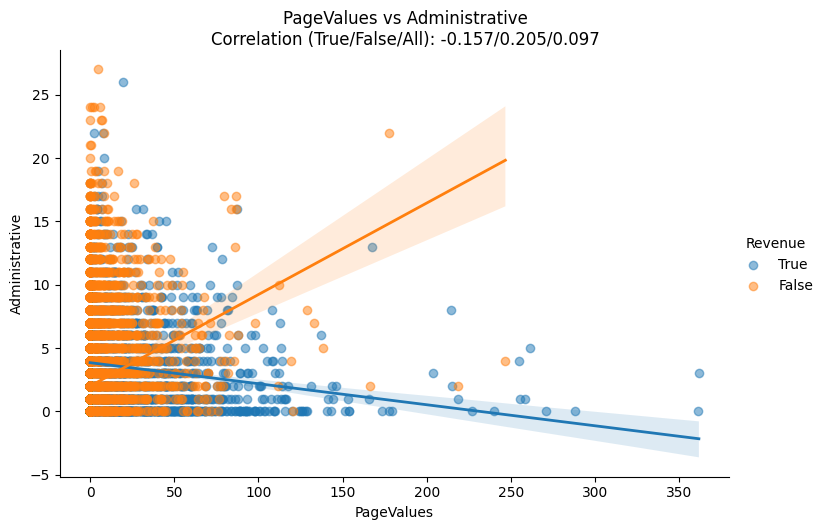 PageValues vs Administrative
Correlation (True/False/All): -0.157/0.205/0.097
25
20
15
10
5
0
−5
Administrative
0
50
100
150
200
250
300
350
PageValues
Revenue
True
False